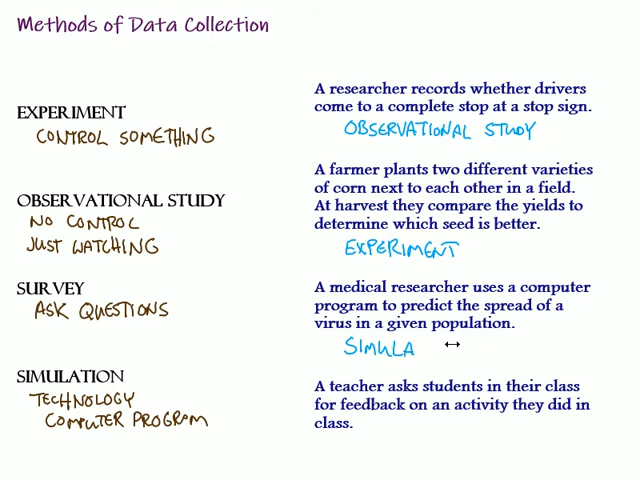 Methods of Data Collection
EXPERIMENT
CONTROL SOMETHING
OBSERVATIONAL STUDY
NO CONTROL
JUST WATCHING
SURVEY
ASK QUESTIONS
SIMULATION
TECHNOLOGY
COMPUTER PROGRAM
A researcher records whether drivers
come to a complete stop at a stop sign.
OBSERVATIONAL STUDY
A farmer plants two different varieties
of corn next to each other in a field.
At harvest they compare the yields to
determine which seed is better.
EXPERIMENT
A medical researcher uses a computer
program to predict the spread of a
virus in a given population.
SIMULA
A teacher asks students in their class
for feedback on an activity they did in
class.